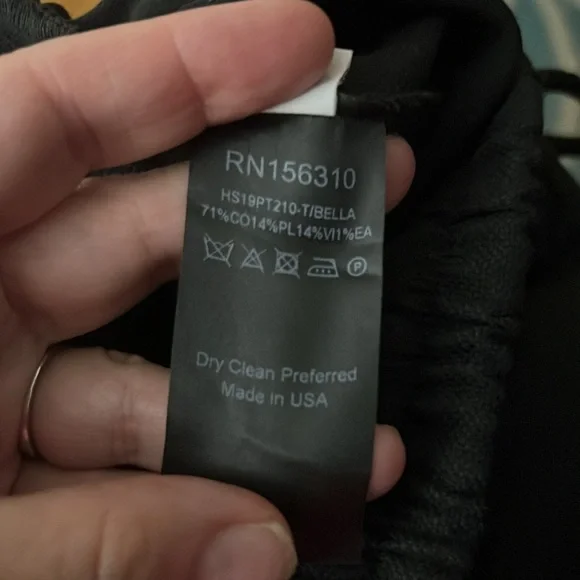 RN156310
HS19PT210-T/BELLA
71%CO14%PL14%VI1%EA
P
Dry Clean Preferred
Made in USA